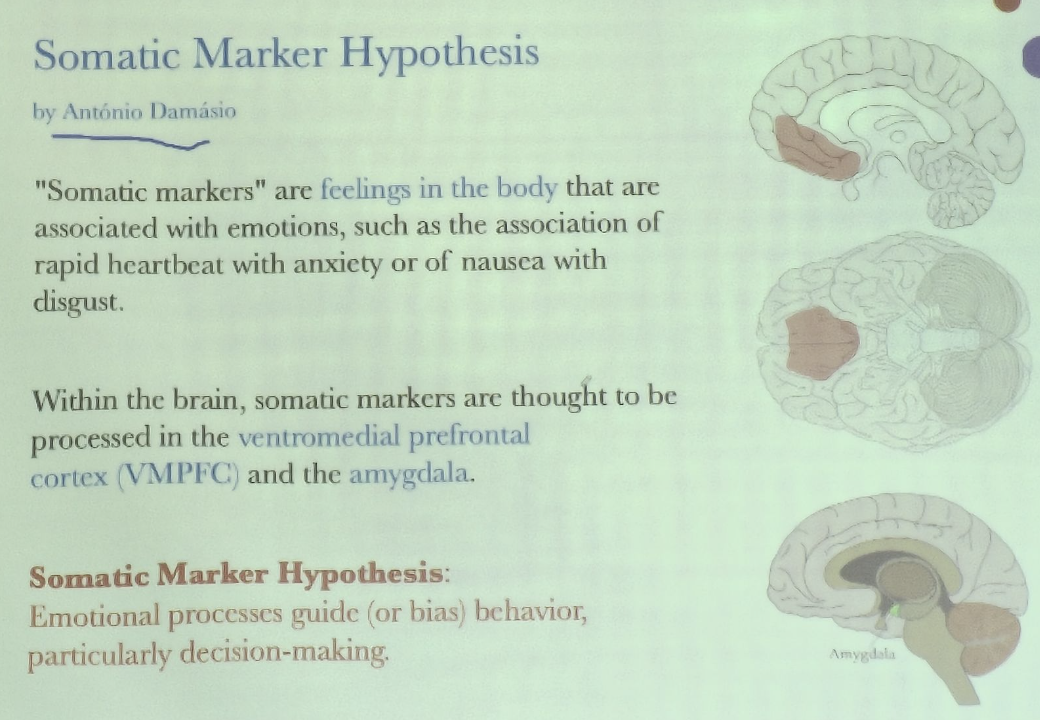 Somatic Marker Hypothesis
by António Damásio
"Somatic markers" are feelings in the body that are
associated with emotions, such as the association of
rapid heartbeat with anxiety or of nausea with
disgust.
Within the brain, somatic markers are thought to be
processed in the ventromedial prefrontal
cortex (VMPFC) and the amygdala.
Somatic Marker Hypothesis:
Emotional processes guide (or bias) behavior,
particularly decision-making.
Amygdala